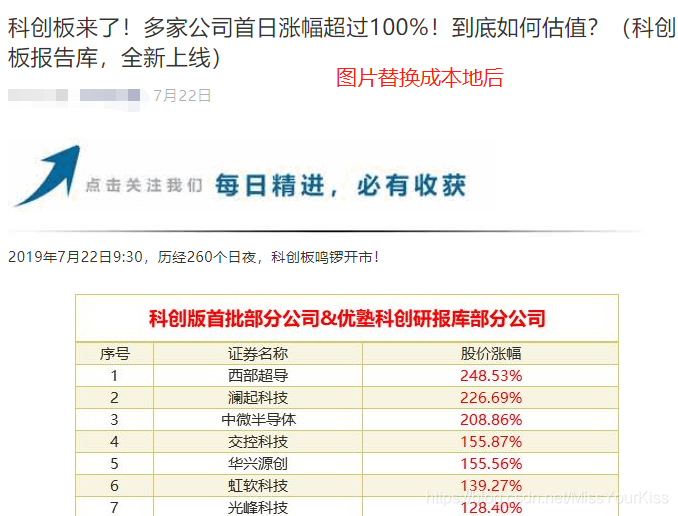 科创板来了！多家公司首日涨幅超过100%！到底如何估值？（科创
板报告库，全新上线）
图片替换成本地后
7月22日
点击关注我们 每日精进，必有收获
2019年7月22日9:30，历经260个日夜，科创板鸣锣开市！
科创版首批部分公司&优塾科创研报库部分公司
序号 证券名称 股价涨幅
1 西部超导 248.53%
2 澜起科技 226.69%
3 中微半导体 208.86%
4 交控科技 155.87%
5 华兴源创 155.56%
6 虹软科技 139.27%
7 光峰科技 128.40%
https://blog.csdn.net/MissYourKiss